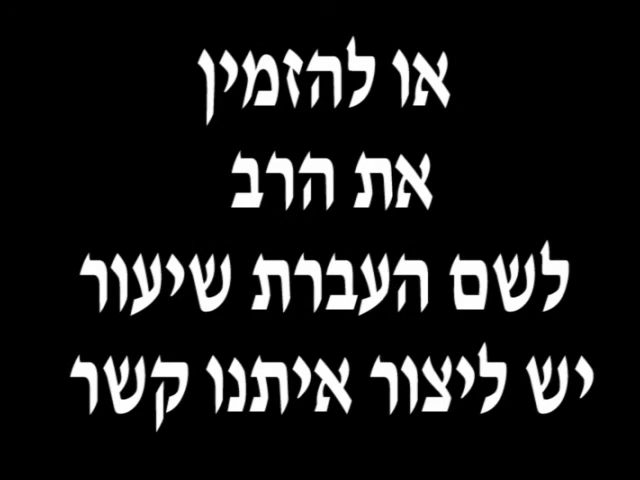 או להזמין
את הרב
לשם העברת שיעור
יש ליצור איתנו קשר